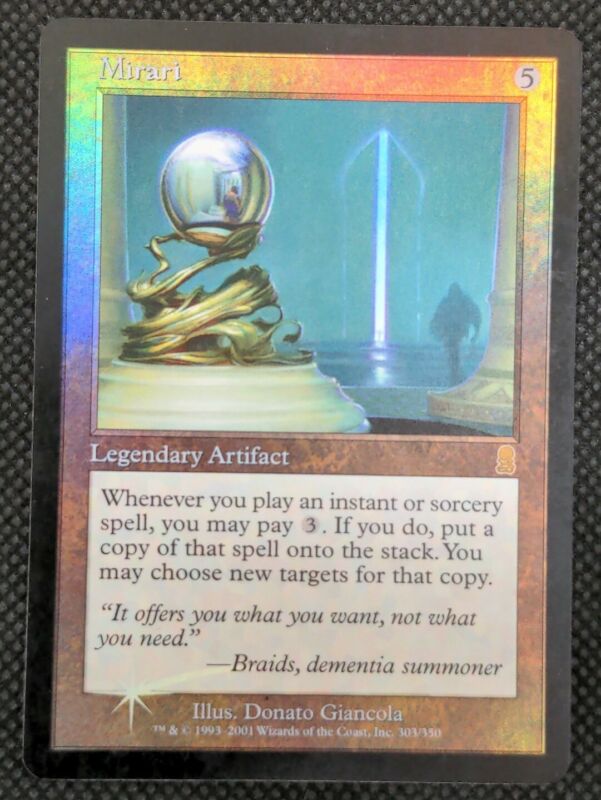 Mirari
5
Legendary Artifact
Whenever you play an instant or sorcery
spell, you may pay 3. If you do, put a
copy of that spell onto the stack. You
may choose new targets for that copy.
“It offers you what you want, not what
you need.”
—Braids, dementia summoner
Illus. Donato Giancola
™ & © 1993–2001 Wizards of the Coast, Inc. 303/350